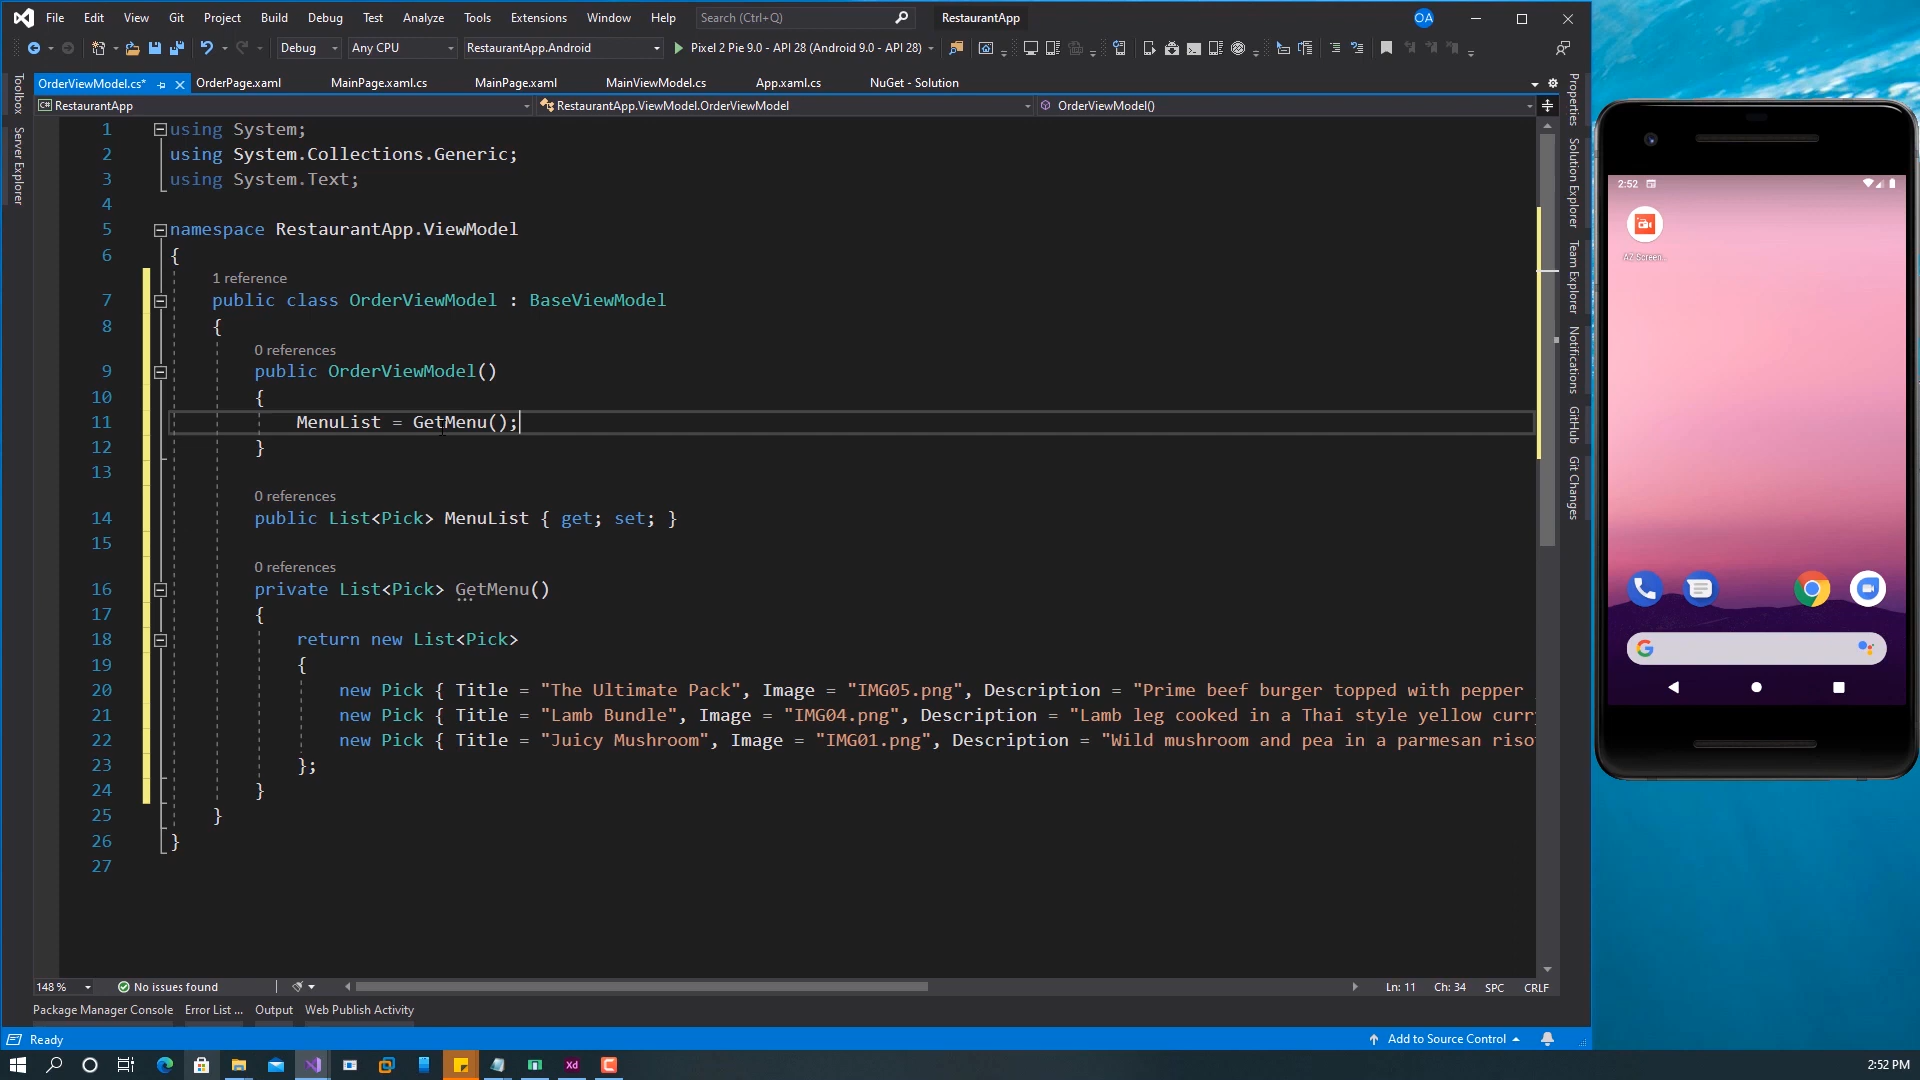 File Edit View Git Project Build Debug Test Analyze Tools Extensions Window Help Search (Ctrl+Q) RestaurantApp OA
Debug Any CPU RestaurantApp.Android Pixel 2 Pie 9.0 - API 28 (Android 9.0 - API 28)
OrderViewModel.cs* OrderPage.xaml MainPage.xaml.cs MainPage.xaml MainViewModel.cs App.xaml.cs NuGet - Solution
C# RestaurantApp RestaurantApp.ViewModel.OrderViewModel OrderViewModel()
Toolbox
Server Explorer
1 using System;
2 using System.Collections.Generic;
3 using System.Text;
4
5 namespace RestaurantApp.ViewModel
6 {
1 reference
7 public class OrderViewModel : BaseViewModel
8 {
0 references
9 public OrderViewModel()
10 {
11 MenuList = GetMenu();
12 }
13
0 references
14 public List<Pick> MenuList { get; set; }
15
0 references
16 private List<Pick> GetMenu()
17 {
18 return new List<Pick>
19 {
20 new Pick { Title = "The Ultimate Pack", Image = "IMG05.png", Description = "Prime beef burger topped with pepper
21 new Pick { Title = "Lamb Bundle", Image = "IMG04.png", Description = "Lamb leg cooked in a Thai style yellow curr
22 new Pick { Title = "Juicy Mushroom", Image = "IMG01.png", Description = "Wild mushroom and pea in a parmesan riso
23 };
24 }
25 }
26 }
27
Properties
Solution Explorer
Team Explorer
Notifications
GitHub
Git Changes
2:52
AZ Screen...
148 % No issues found Ln: 11 Ch: 34 SPC CRLF
Package Manager Console Error List ... Output Web Publish Activity
Ready Add to Source Control
Xd C 2:52 PM